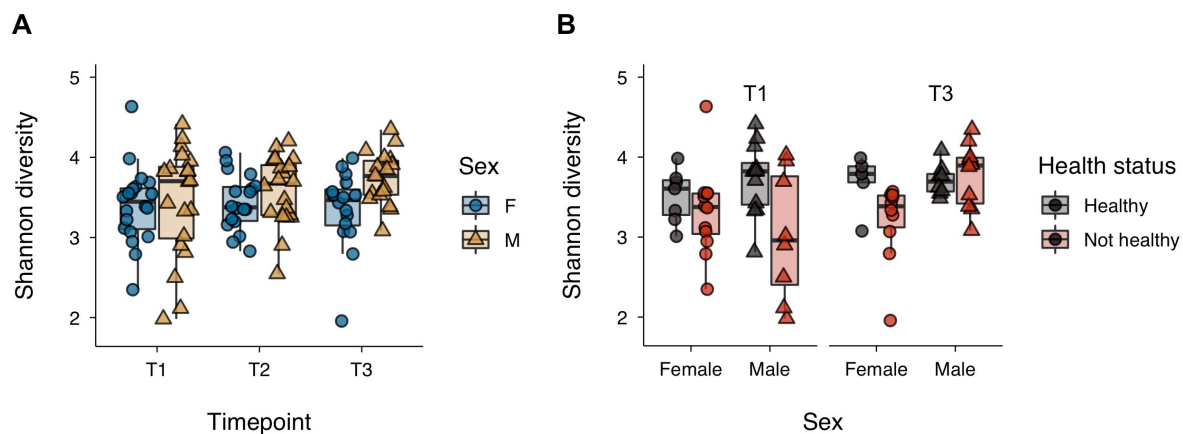 A
Shannon diversity
5
4
3
2
T1
T2
T3
Timepoint
Sex
F
M
B
Shannon diversity
5
4
3
2
T1
T3
Female
Male
Female
Male
Sex
Health status
Healthy
Not healthy